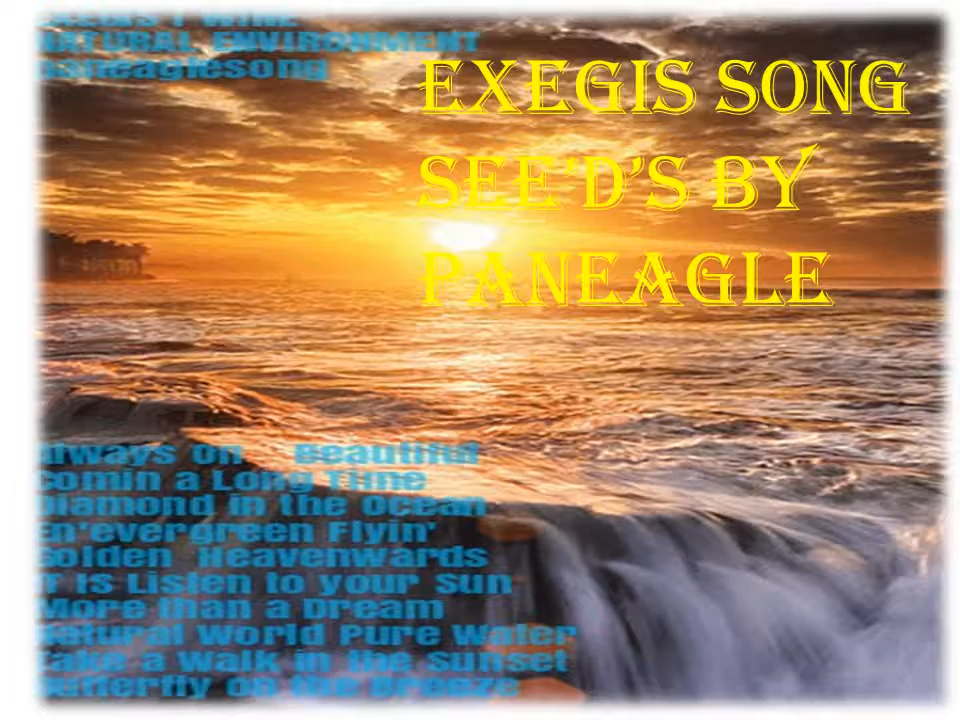 NATURAL ENVIRONMENT
paneaglesong
EXEGIS SONG
SEE'D'S BY
PANEAGLE
Always on Beautiful
Comin a Long Time
Diamond in the Ocean
En'evergreen Flyin'
Golden Heavenwards
IT IS Listen to your Sun
More than a Dream
Natural World Pure Water
Take a Walk in the Sunset
Butterfly on the Breeze